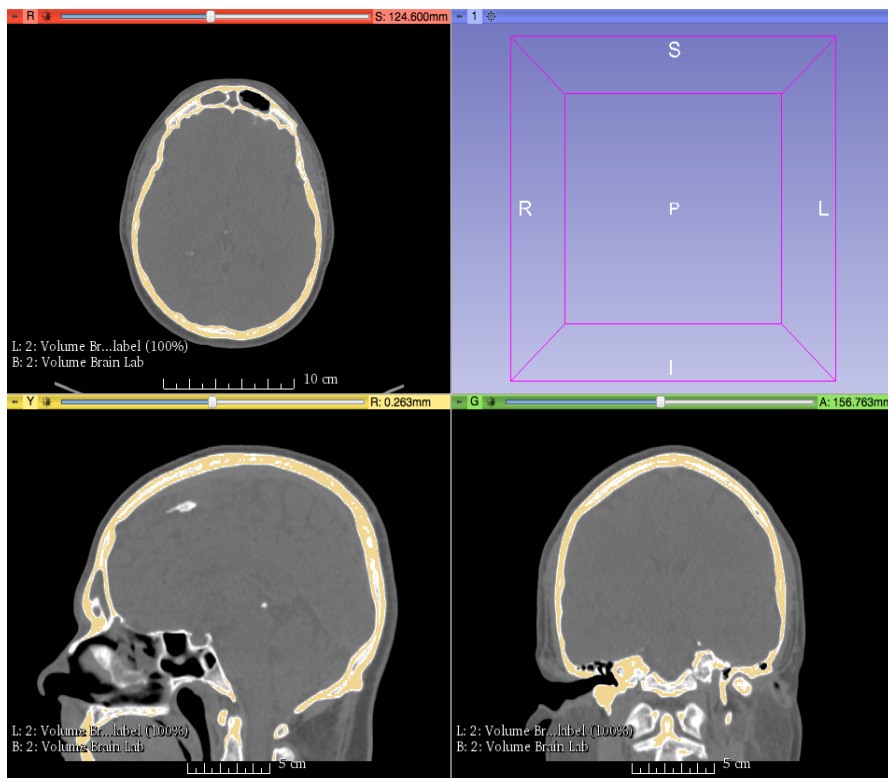 R S: 124.600mm
1
S
R P L
I
L: 2: Volume Br...label (100%)
B: 2: Volume Brain Lab
10 cm
Y R: 0.263mm
G A: 156.763mm
L: 2: Volume Br...label (100%)
B: 2: Volume Brain Lab
5 cm
L: 2: Volume Br...label (100%)
B: 2: Volume Brain Lab
5 cm